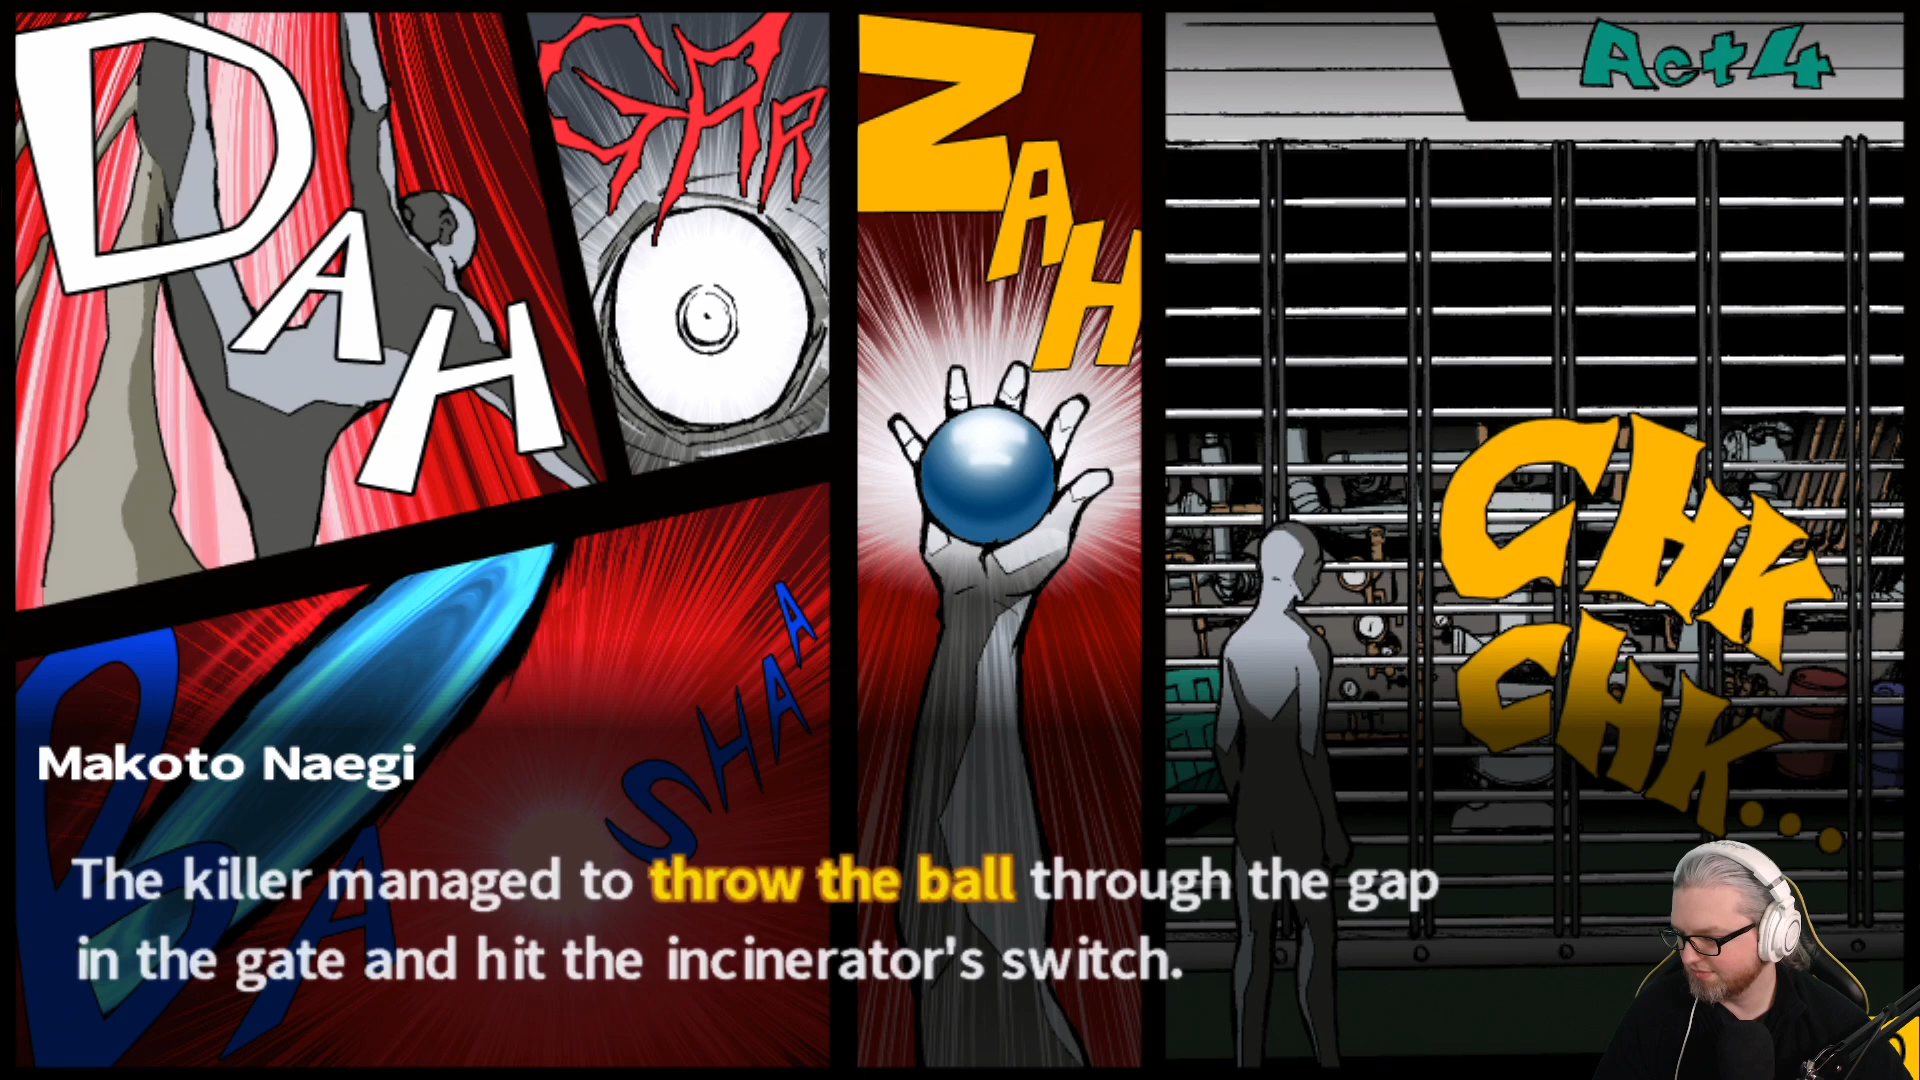 DAH
GAR
ZAH
Act4
CHK
CHK...
BA
SHAA
Makoto Naegi
The killer managed to throw the ball through the gap
in the gate and hit the incinerator's switch.